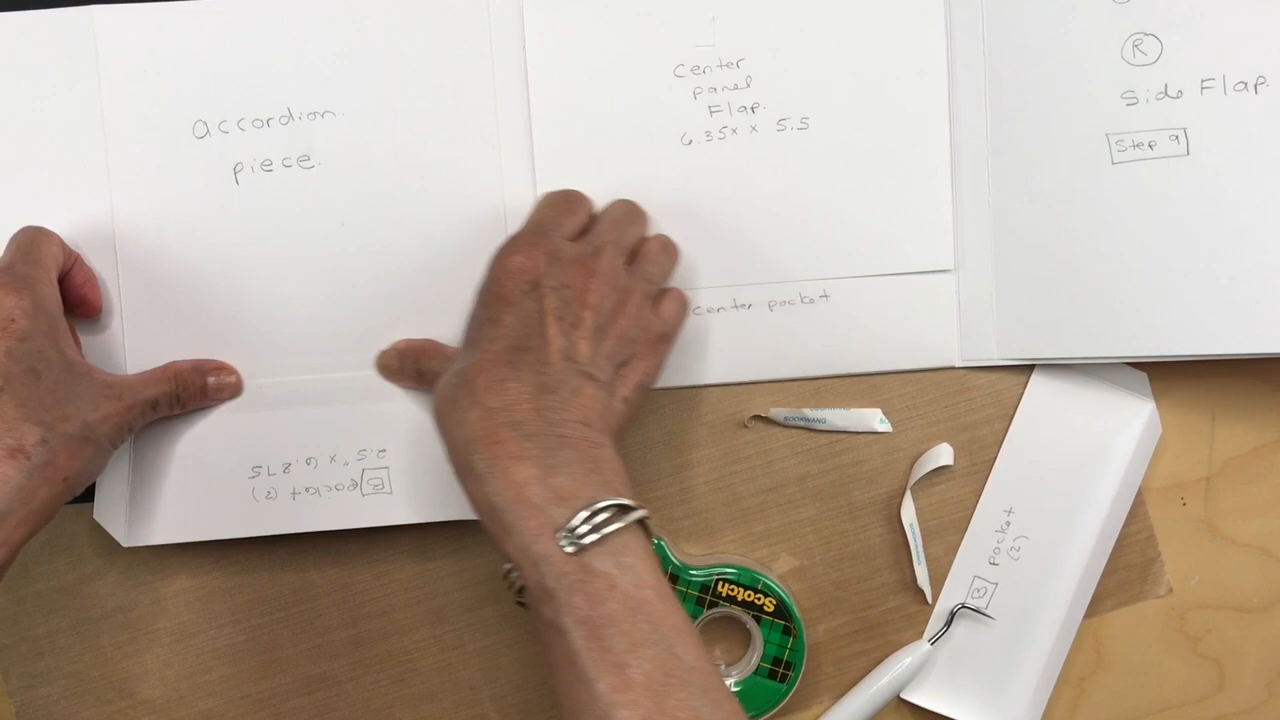 accordion
piece.
Center
panel
Flap.
6.35x x 5.5
center pocket
R
Side Flap.
Step 9
B pocket (2)
2.5" x 6.875
SOOKWANG
Scotch
B pocket
(2)